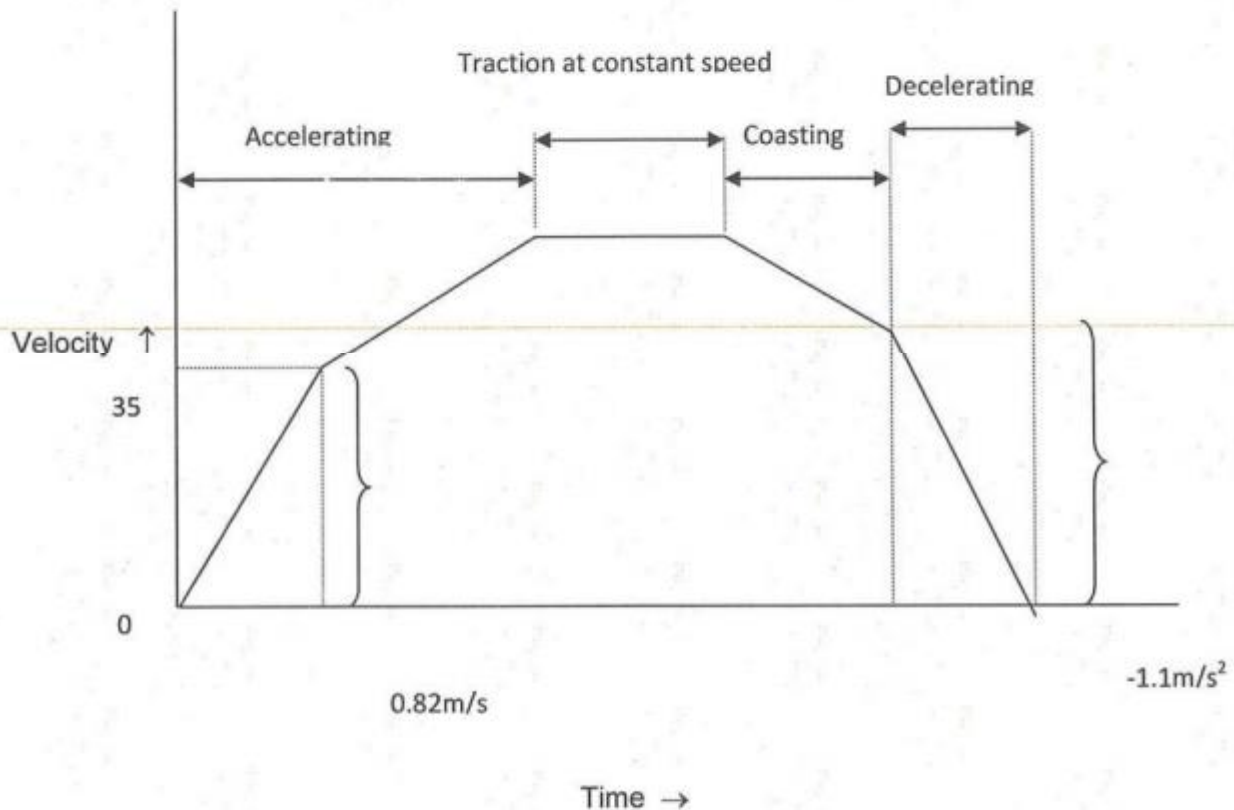 Traction at constant speed
Decelerating
Accelerating
Coasting
Velocity ↑
35
0
-1.1m/s²
0.82m/s
Time →